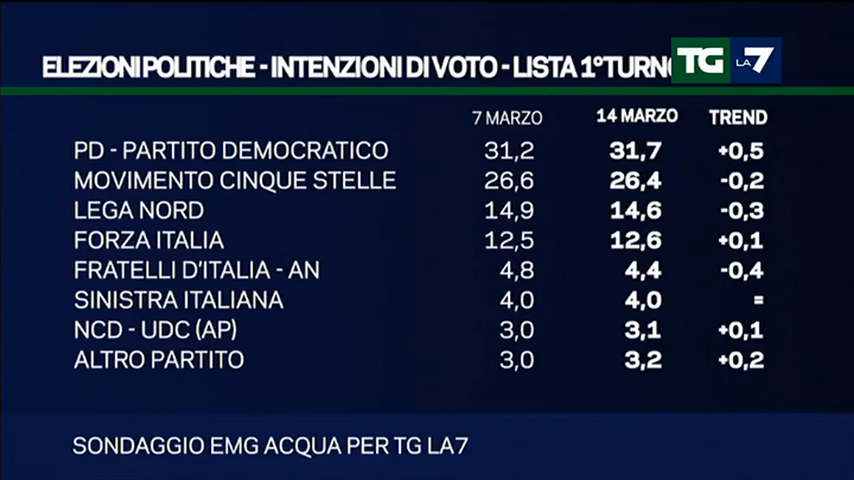 ELEZIONI POLITICHE - INTENZIONI DI VOTO - LISTA 1°TURNO TG LA7
7 MARZO 14 MARZO TREND
PD - PARTITO DEMOCRATICO 31,2 31,7 +0,5
MOVIMENTO CINQUE STELLE 26,6 26,4 -0,2
LEGA NORD 14,9 14,6 -0,3
FORZA ITALIA 12,5 12,6 +0,1
FRATELLI D'ITALIA - AN 4,8 4,4 -0,4
SINISTRA ITALIANA 4,0 4,0 =
NCD - UDC (AP) 3,0 3,1 +0,1
ALTRO PARTITO 3,0 3,2 +0,2
SONDAGGIO EMG ACQUA PER TG LA7